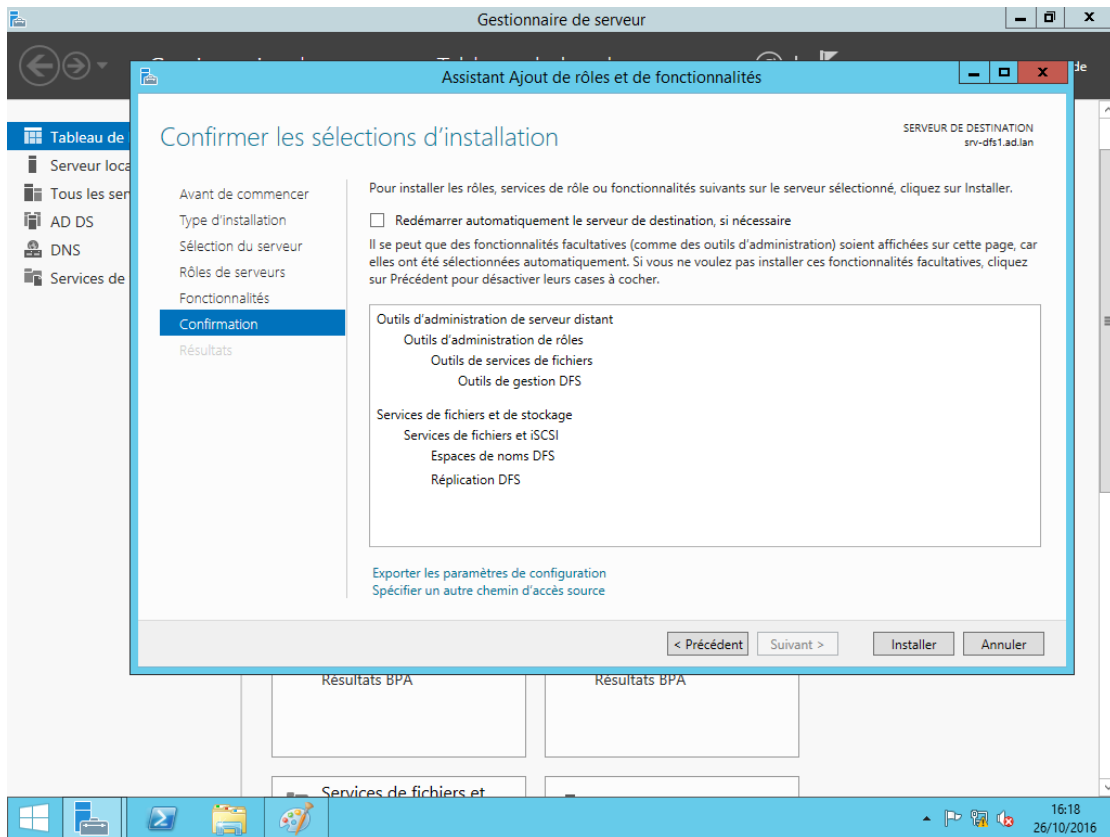 Gestionnaire de serveur
Assistant Ajout de rôles et de fonctionnalités
de
Tableau de
Serveur loca
Tous les ser
AD DS
DNS
Services de
Confirmer les sélections d'installation
SERVEUR DE DESTINATION
srv-dfs1.ad.lan
Avant de commencer
Type d'installation
Sélection du serveur
Rôles de serveurs
Fonctionnalités
Confirmation
Résultats
Pour installer les rôles, services de rôle ou fonctionnalités suivants sur le serveur sélectionné, cliquez sur Installer.
Redémarrer automatiquement le serveur de destination, si nécessaire
Il se peut que des fonctionnalités facultatives (comme des outils d'administration) soient affichées sur cette page, car
elles ont été sélectionnées automatiquement. Si vous ne voulez pas installer ces fonctionnalités facultatives, cliquez
sur Précédent pour désactiver leurs cases à cocher.
Outils d'administration de serveur distant
Outils d'administration de rôles
Outils de services de fichiers
Outils de gestion DFS
Services de fichiers et de stockage
Services de fichiers et iSCSI
Espaces de noms DFS
Réplication DFS
Exporter les paramètres de configuration
Spécifier un autre chemin d'accès source
< Précédent Suivant > Installer Annuler
Résultats BPA Résultats BPA
Services de fichiers et
16:18
26/10/2016